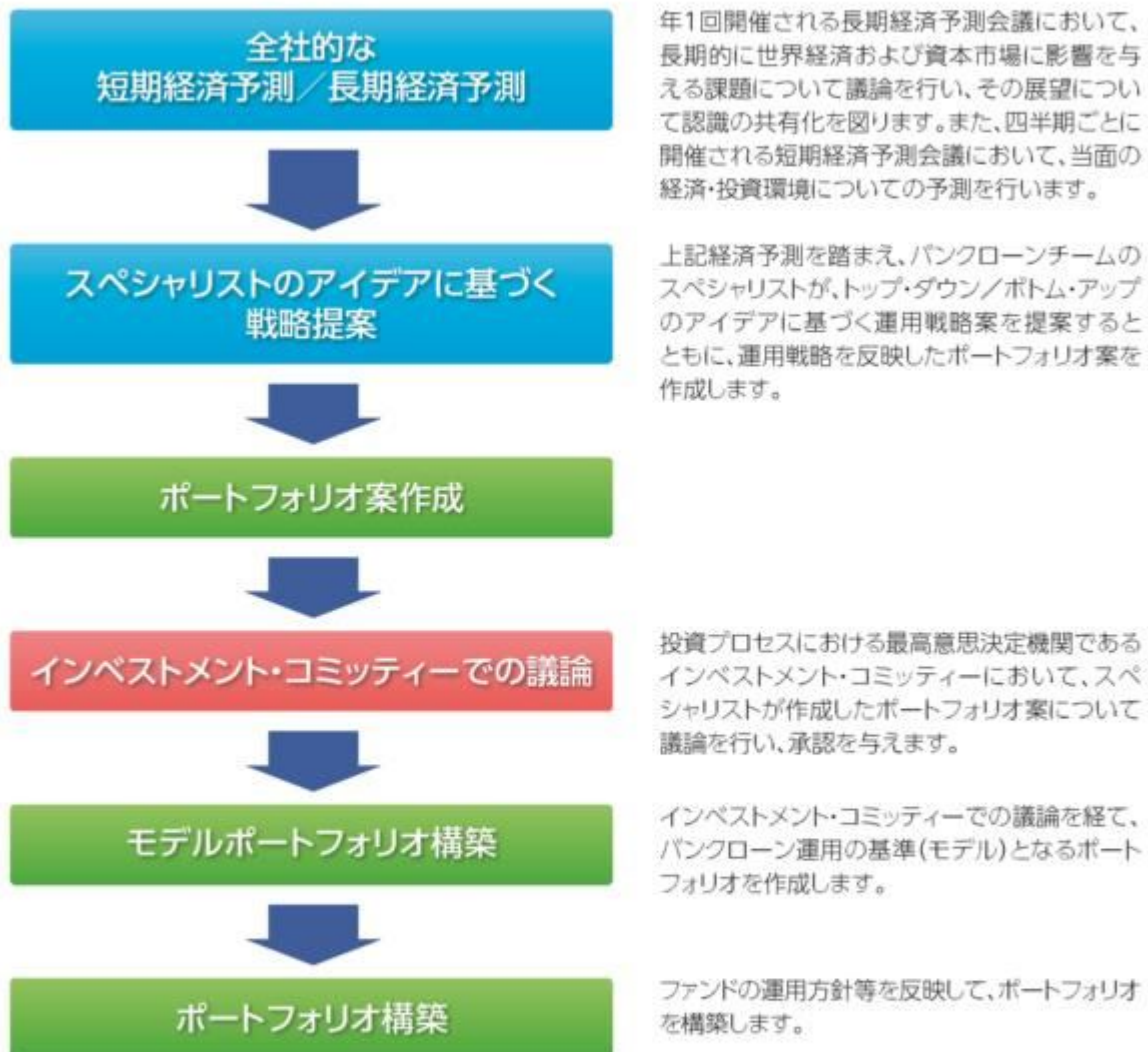 全社的な
短期経済予測／長期経済予測
年1回開催される長期経済予測会議において、
長期的に世界経済および資本市場に影響を与
える課題について議論を行い、その展望につい
て認識の共有化を図ります。また、四半期ごとに
開催される短期経済予測会議において、当面の
経済・投資環境についての予測を行います。
スペシャリストのアイデアに基づく
戦略提案
上記経済予測を踏まえ、バンクローンチームの
スペシャリストが、トップ・ダウン／ボトム・アップ
のアイデアに基づく運用戦略案を提案すると
ともに、運用戦略を反映したポートフォリオ案を
作成します。
ポートフォリオ案作成
インベストメント・コミッティーでの議論
投資プロセスにおける最高意思決定機関である
インベストメント・コミッティーにおいて、スペ
シャリストが作成したポートフォリオ案について
議論を行い、承認を与えます。
モデルポートフォリオ構築
インベストメント・コミッティーでの議論を経て、
バンクローン運用の基準(モデル)となるポート
フォリオを作成します。
ポートフォリオ構築
ファンドの運用方針等を反映して、ポートフォリオ
を構築します。